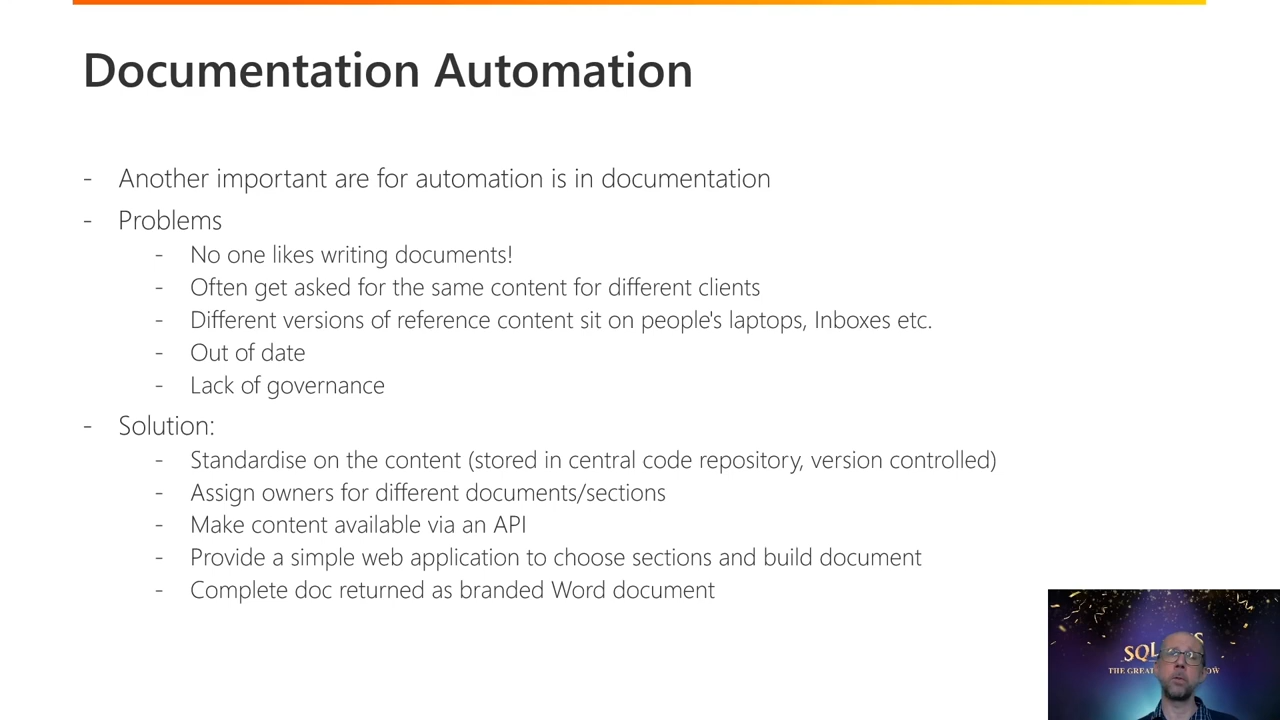 Documentation Automation
- Another important are for automation is in documentation
- Problems
- No one likes writing documents!
- Often get asked for the same content for different clients
- Different versions of reference content sit on people's laptops, Inboxes etc.
- Out of date
- Lack of governance
- Solution:
- Standardise on the content (stored in central code repository, version controlled)
- Assign owners for different documents/sections
- Make content available via an API
- Provide a simple web application to choose sections and build document
- Complete doc returned as branded Word document
SQL
THE GREAT